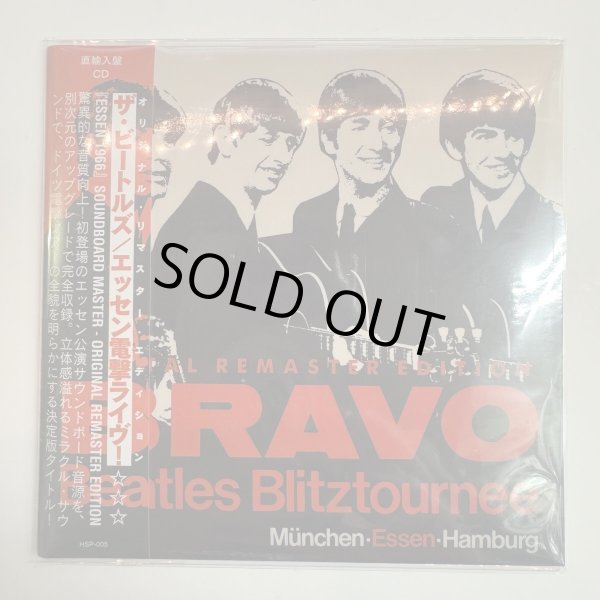 直輸入盤
CD
オリジナル・リマスター・エディション
ザ・ビートルズ/エッセン電撃ライヴ!☆☆☆
『ESSEN 1966』 SOUNDBOARD MASTER - ORIGINAL REMASTER EDITION
驚異的な音質向上!初登場のエッセン公演サウンドボード音源を、
別次元のアップグレードで完全収録。立体感溢れるミラクル・サウ
ンドで、ドイツ電撃ツアーの全貌を明らかにする決定版タイトル!
HSP-005
SOLD OUT
REMASTER EDITION
BRAVO
Beatles Blitztournee
München·Essen·Hamburg